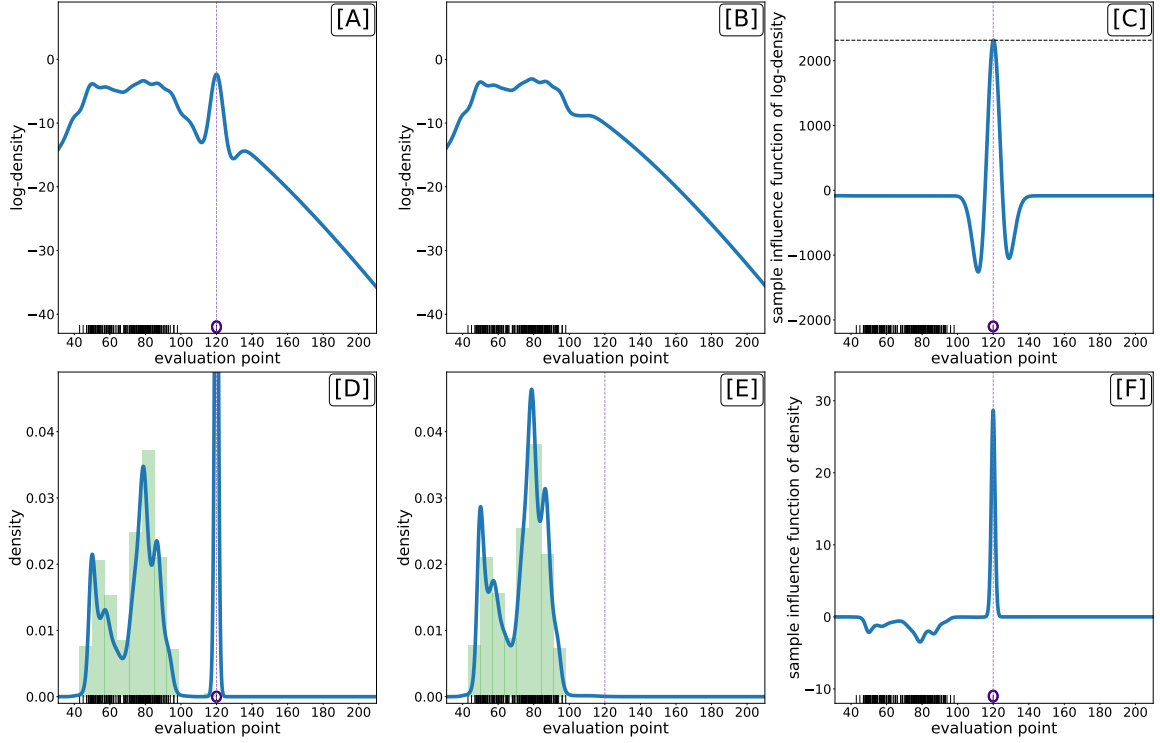 [A]
0
−10
−20
−30
−40
log-density
40 60 80 100 120 140 160 180 200
evaluation point
[B]
0
−10
−20
−30
−40
log-density
40 60 80 100 120 140 160 180 200
evaluation point
[C]
2000
1000
0
−1000
−2000
sample influence function of log-density
40 60 80 100 120 140 160 180 200
evaluation point
[D]
0.04
0.03
0.02
0.01
0.00
density
40 60 80 100 120 140 160 180 200
evaluation point
[E]
0.04
0.03
0.02
0.01
0.00
density
40 60 80 100 120 140 160 180 200
evaluation point
[F]
30
20
10
0
−10
sample influence function of density
40 60 80 100 120 140 160 180 200
evaluation point